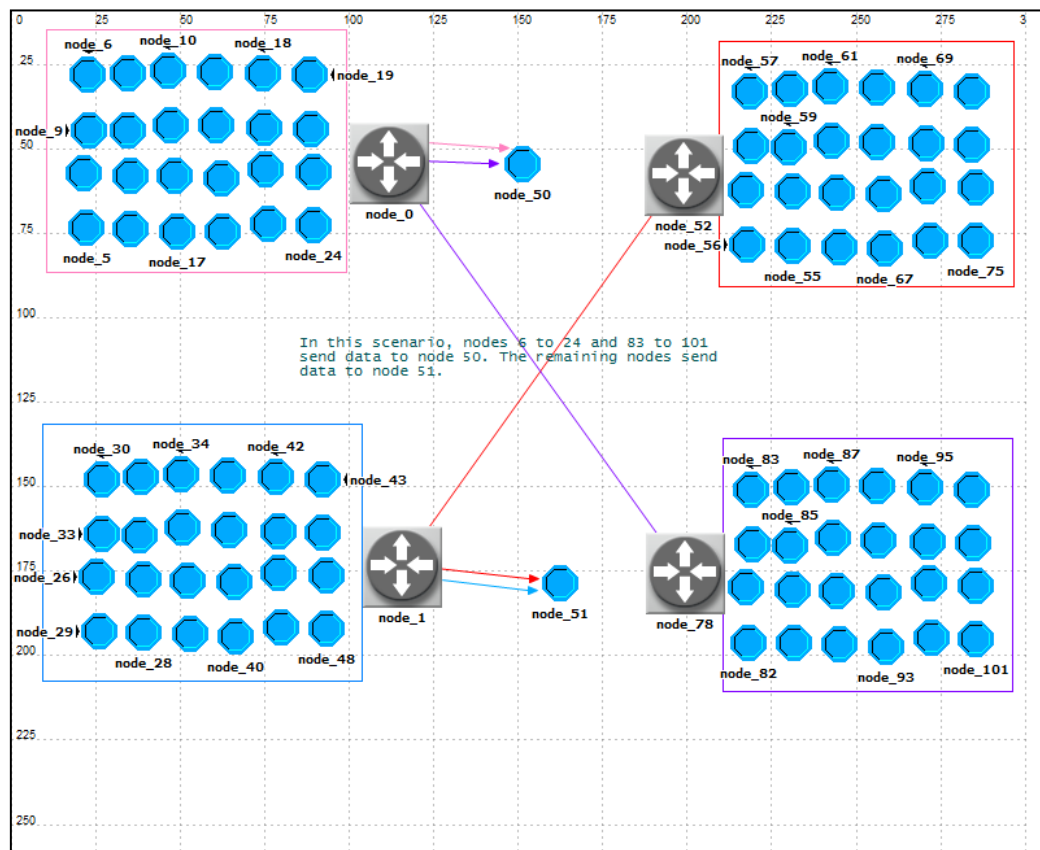 0 25 50 75 100 125 150 175 200 225 250 275 3
node_6 node_10 node_18
node_19
node_57 node_61 node_69
25
node_9
node_59
50
node_50
node_0
node_52
75
node_5 node_17 node_24
node_56
node_55 node_67 node_75
100
In this scenario, nodes 6 to 24 and 83 to 101
send data to node 50. The remaining nodes send
data to node 51.
125
node_30 node_34 node_42
node_43
node_83 node_87 node_95
150
node_33
node_85
175
node_26
node_51
node_1
node_78
node_29
node_28 node_40 node_48
node_82 node_93 node_101
200
225
250